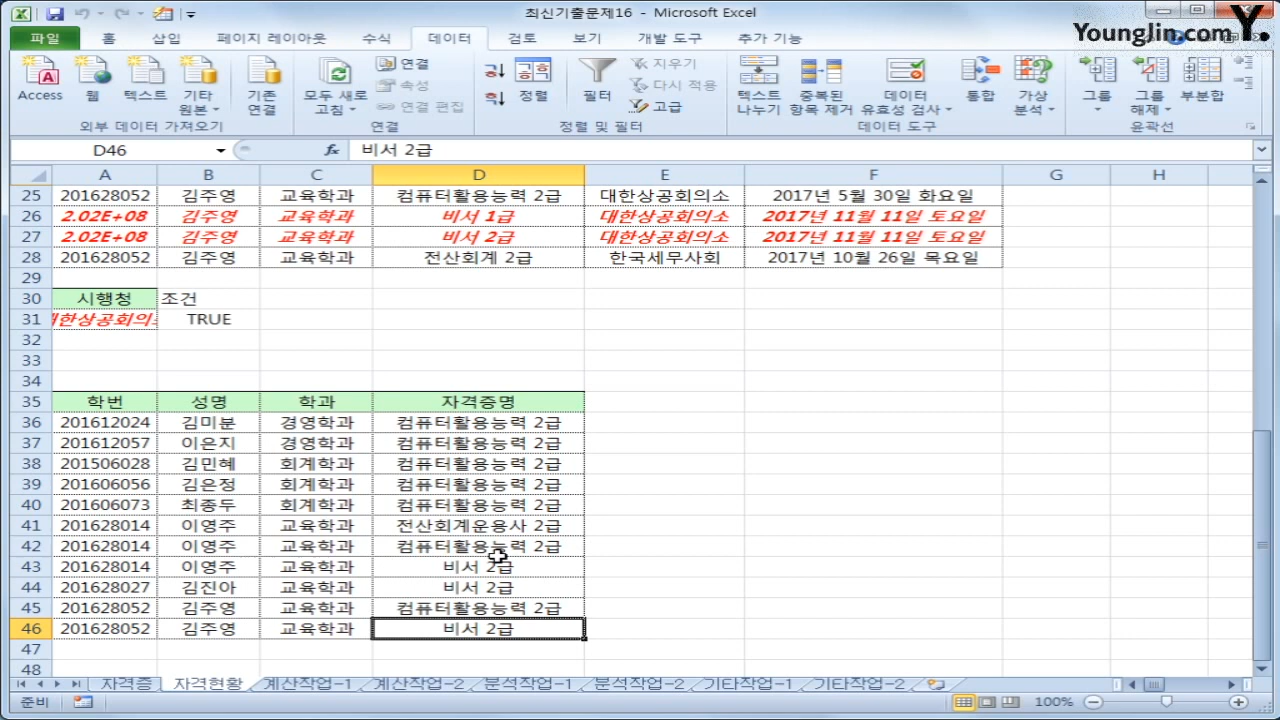 최신기출문제16 - Microsoft Excel
Younglin.com Y.
파일 홈 삽입 페이지 레이아웃 수식 데이터 검토 보기 개발 도구 추가 기능
Access 웹 텍스트 기타 원본 기존 연결 모두 새로 고침 연결 속성 연결 편집 정렬 필터 지우기 다시 적용 고급 텍스트 나누기 중복된 항목 제거 데이터 유효성 검사 통합 가상 분석 그룹 그룹 해제 부분합
외부 데이터 가져오기 연결 정렬 및 필터 데이터 도구 윤곽선
D46 fx 비서 2급
A B C D E F G H
25 201628052 김주영 교육학과 컴퓨터활용능력 2급 대한상공회의소 2017년 5월 30일 화요일
26 2.02E+08 김주영 교육학과 비서 1급 대한상공회의소 2017년 11월 11일 토요일
27 2.02E+08 김주영 교육학과 비서 2급 대한상공회의소 2017년 11월 11일 토요일
28 201628052 김주영 교육학과 전산회계 2급 한국세무사회 2017년 10월 26일 목요일
29
30 시행청 조건
31 한상공회의 TRUE
32
33
34
35 학번 성명 학과 자격증명
36 201612024 김미분 경영학과 컴퓨터활용능력 2급
37 201612057 이은지 경영학과 컴퓨터활용능력 2급
38 201506028 김민혜 회계학과 컴퓨터활용능력 2급
39 201606056 김은정 회계학과 컴퓨터활용능력 2급
40 201606073 최종두 회계학과 컴퓨터활용능력 2급
41 201628014 이영주 교육학과 전산회계운용사 2급
42 201628014 이영주 교육학과 컴퓨터활용능력 2급
43 201628014 이영주 교육학과 비서 2급
44 201628027 김진아 교육학과 비서 2급
45 201628052 김주영 교육학과 컴퓨터활용능력 2급
46 201628052 김주영 교육학과 비서 2급
47
48
자격증 자격현황 계산작업-1 계산작업-2 분석작업-1 분석작업-2 기타작업-1 기타작업-2
준비 100%